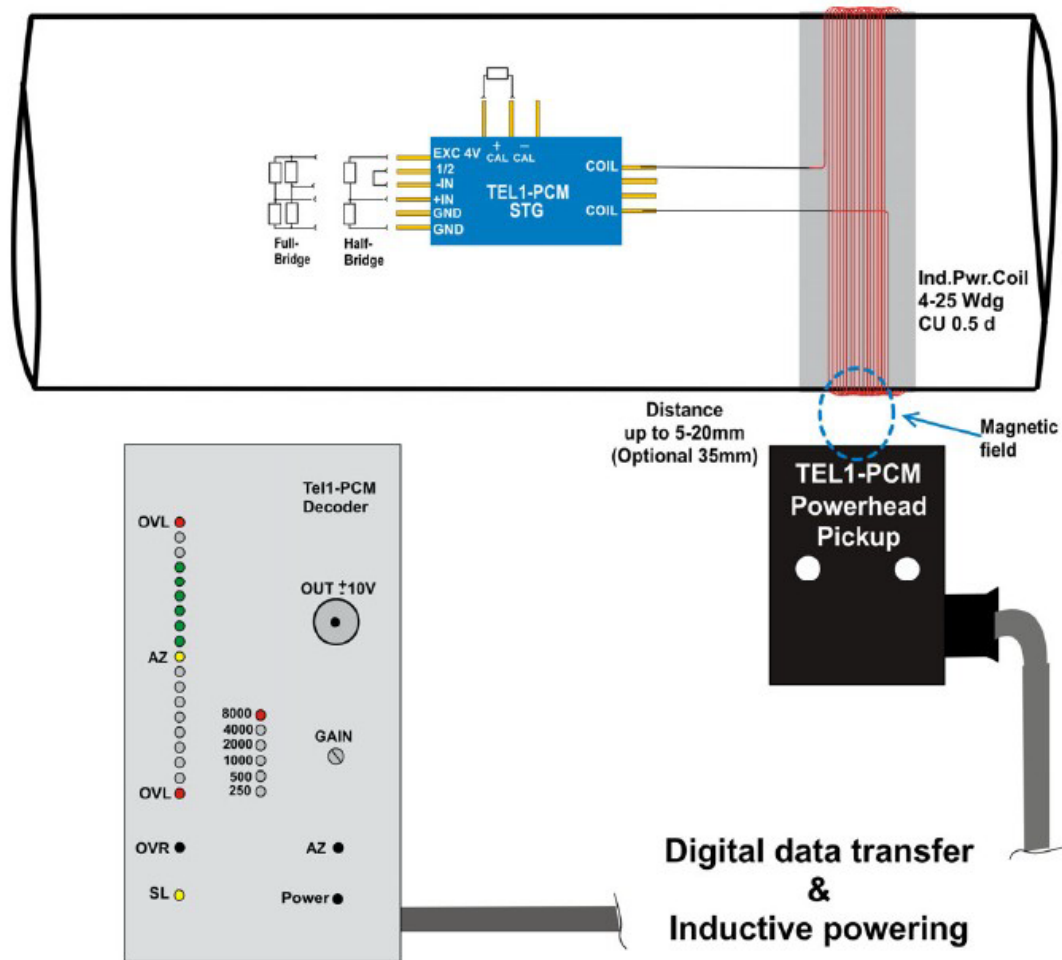 EXC 4V
1/2
-IN
+IN
GND
GND
+ −
CAL CAL
TEL1-PCM
STG
COIL
COIL
Full-
Bridge
Half-
Bridge
Ind.Pwr.Coil
4-25 Wdg
CU 0.5 d
Distance
up to 5-20mm
(Optional 35mm)
Magnetic
field
TEL1-PCM
Powerhead
Pickup
Tel1-PCM
Decoder
OVL
OUT ±10V
AZ
8000
4000
2000
1000
500
250
GAIN
OVL
OVR
AZ
SL
Power
Digital data transfer
&
Inductive powering